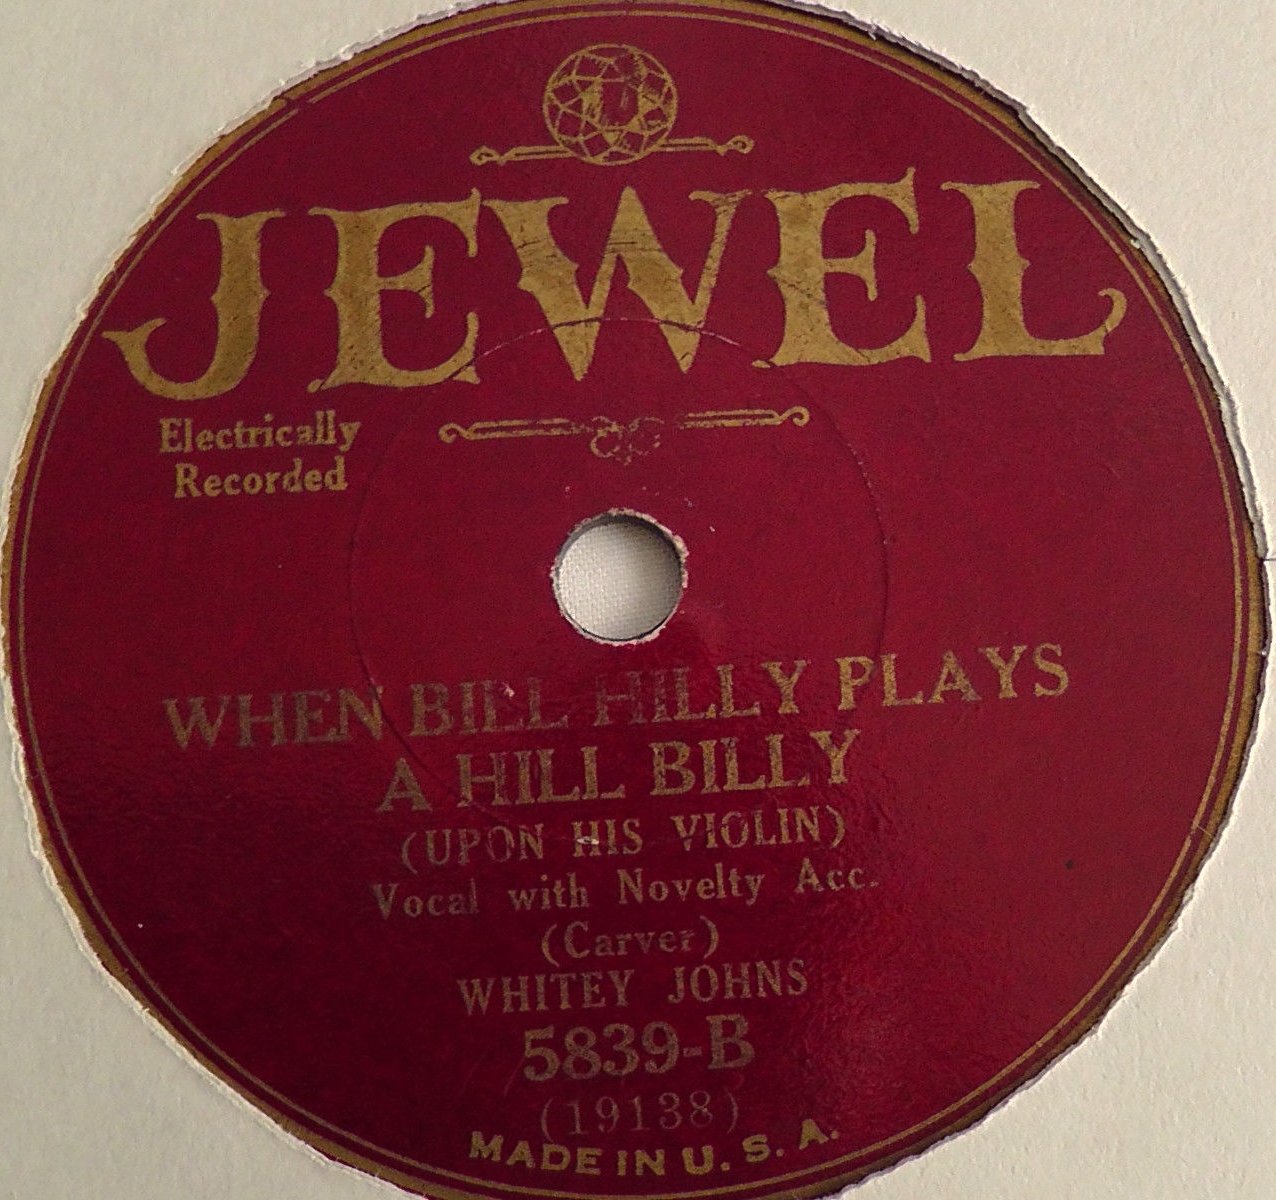 JEWEL
Electrically
Recorded
WHEN BILL HILLY PLAYS
A HILL BILLY
(UPON HIS VIOLIN)
Vocal with Novelty Acc.
(Carver)
WHITEY JOHNS
5839-B
(19138)
MADE IN U. S. A.